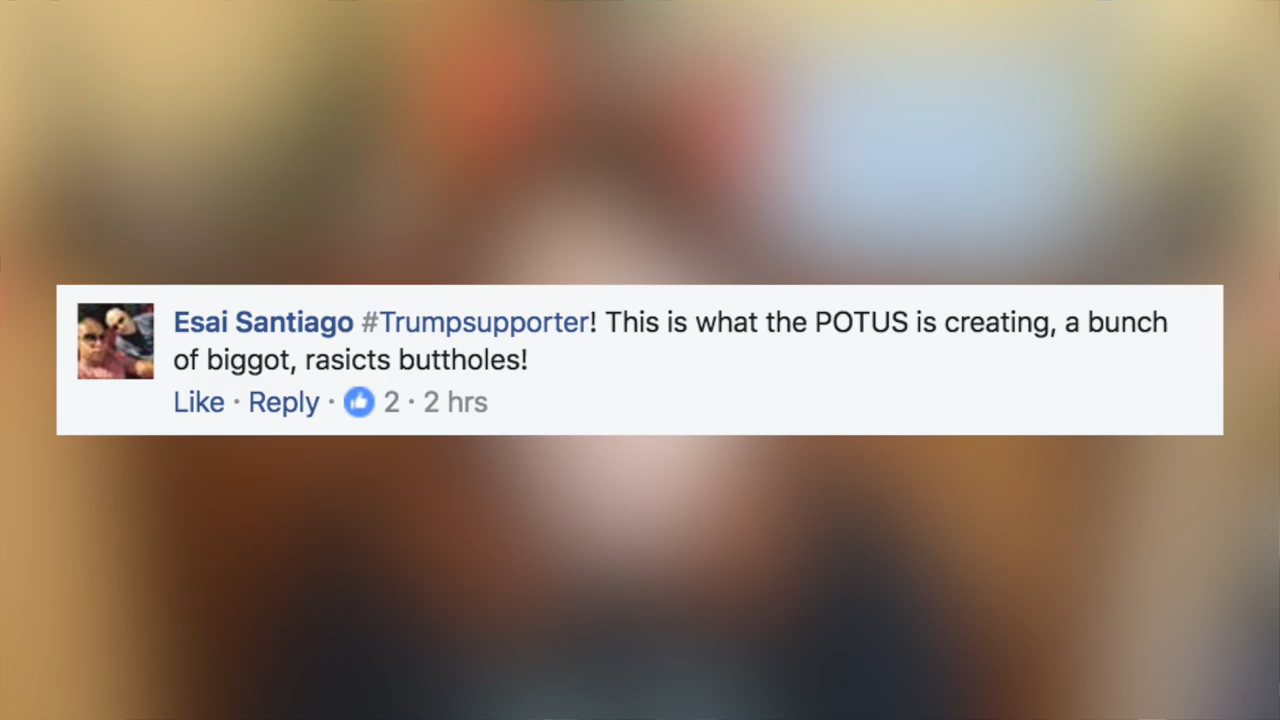 Esai Santiago #Trumpsupporter! This is what the POTUS is creating, a bunch
of biggot, rasicts buttholes!
Like · Reply · 2 · 2 hrs